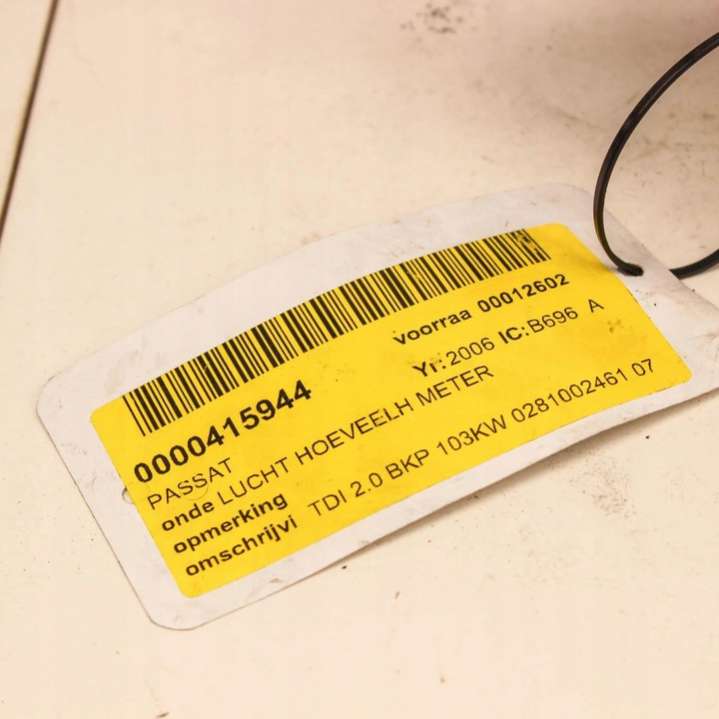 voorraa 00012602
0000415944 Yr: 2006 IC: B696 A
PASSAT
onde LUCHT HOEVEELH METER
opmerking
omschrijvi TDI 2.0 BKP 103KW 0281002461 07